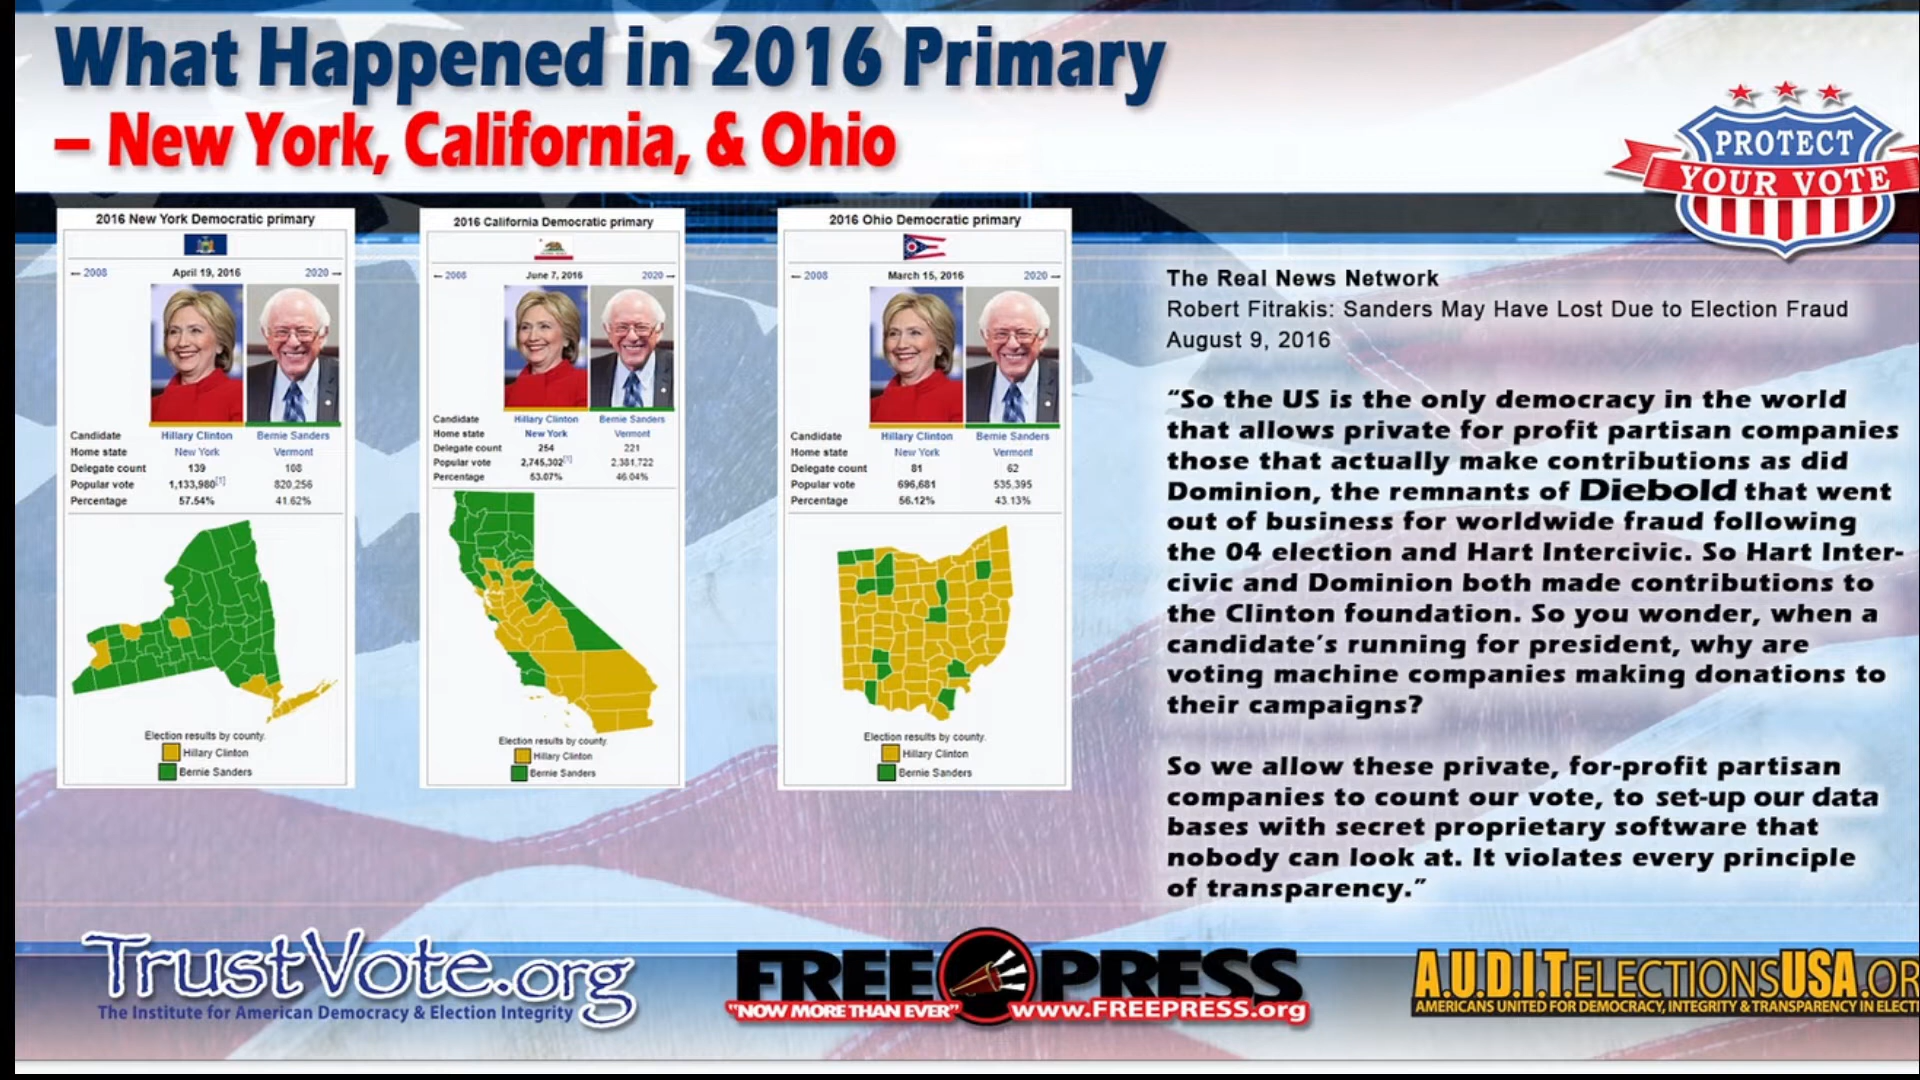 What Happened in 2016 Primary
– New York, California, & Ohio
PROTECT
YOUR VOTE
2016 New York Democratic primary
← 2008 April 19, 2016 2020 →
Candidate Hillary Clinton Bernie Sanders
Home state New York Vermont
Delegate count 139 108
Popular vote 1,133,980[1] 820,256
Percentage 57.54% 41.62%
Election results by county.
Hillary Clinton
Bernie Sanders
2016 California Democratic primary
← 2008 June 7, 2016 2020 →
Candidate Hillary Clinton Bernie Sanders
Home state New York Vermont
Delegate count 254 221
Popular vote 2,745,302[1] 2,381,722
Percentage 53.07% 46.04%
Election results by county.
Hillary Clinton
Bernie Sanders
2016 Ohio Democratic primary
← 2008 March 15, 2016 2020 →
Candidate Hillary Clinton Bernie Sanders
Home state New York Vermont
Delegate count 81 62
Popular vote 696,681 535,395
Percentage 56.12% 43.13%
Election results by county.
Hillary Clinton
Bernie Sanders
The Real News Network
Robert Fitrakis: Sanders May Have Lost Due to Election Fraud
August 9, 2016
“So the US is the only democracy in the world
that allows private for profit partisan companies
those that actually make contributions as did
Dominion, the remnants of Diebold that went
out of business for worldwide fraud following
the 04 election and Hart Intercivic. So Hart Inter-
civic and Dominion both made contributions to
the Clinton foundation. So you wonder, when a
candidate’s running for president, why are
voting machine companies making donations to
their campaigns?
So we allow these private, for-profit partisan
companies to count our vote, to set-up our data
bases with secret proprietary software that
nobody can look at. It violates every principle
of transparency.”
TrustVote.org
The Institute for American Democracy & Election Integrity
FREE PRESS
"NOW MORE THAN EVER" www.FREEPRESS.org
A.U.D.I.T ELECTIONSUSA.OR
AMERICANS UNITED FOR DEMOCRACY, INTEGRITY & TRANSPARENCY IN ELECTI